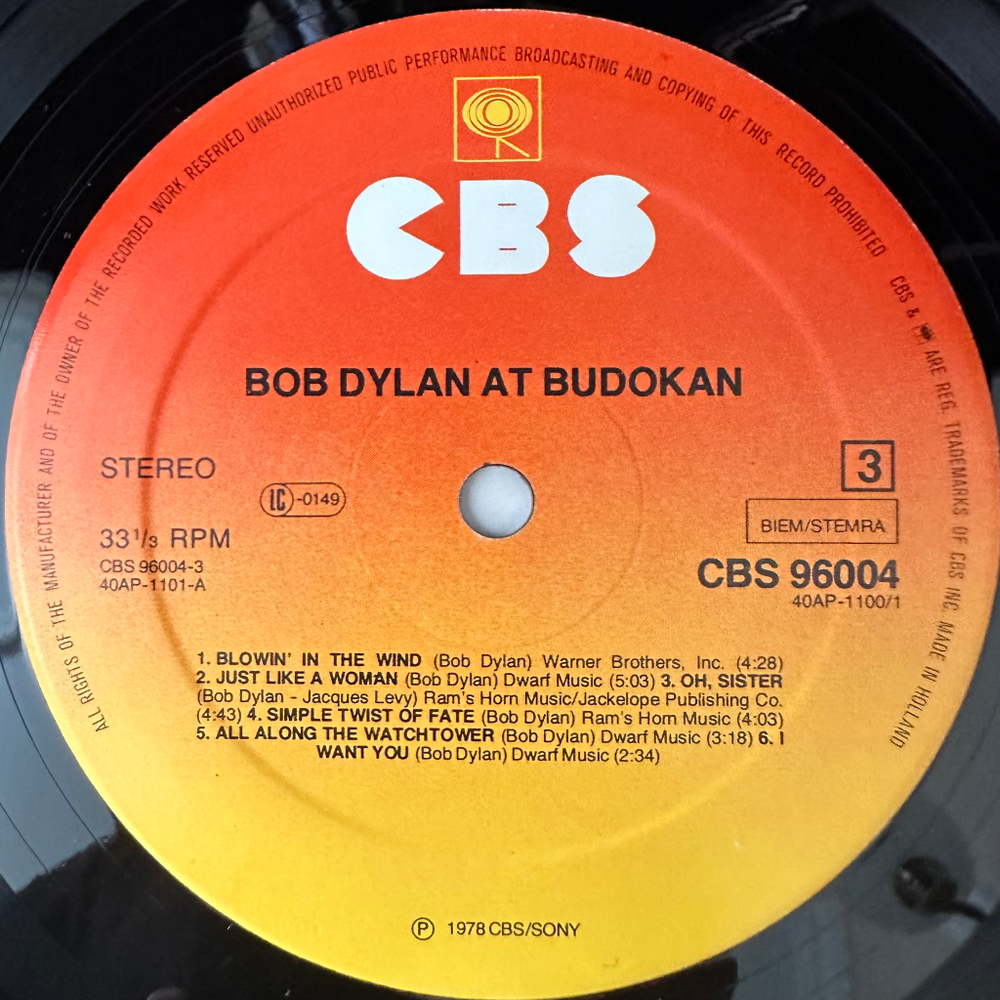 ALL RIGHTS OF THE MANUFACTURER AND OF THE OWNER OF THE RECORDED WORK RESERVED UNAUTHORIZED PUBLIC PERFORMANCE BROADCASTING AND COPYING OF THIS RECORD PROHIBITED CBS & ARE REG. TRADEMARKS OF CBS INC. MADE IN HOLLAND
CBS
BOB DYLAN AT BUDOKAN
STEREO
3
LC-0149
BIEM/STEMRA
33 1/3 RPM
CBS 96004-3
40AP-1101-A
CBS 96004
40AP-1100/1
1. BLOWIN' IN THE WIND (Bob Dylan) Warner Brothers, Inc. (4:28)
2. JUST LIKE A WOMAN (Bob Dylan) Dwarf Music (5:03) 3. OH, SISTER
(Bob Dylan - Jacques Levy) Ram's Horn Music/Jackelope Publishing Co.
(4:43) 4. SIMPLE TWIST OF FATE (Bob Dylan) Ram's Horn Music (4:03)
5. ALL ALONG THE WATCHTOWER (Bob Dylan) Dwarf Music (3:18) 6. I
WANT YOU (Bob Dylan) Dwarf Music (2:34)
℗ 1978 CBS/SONY